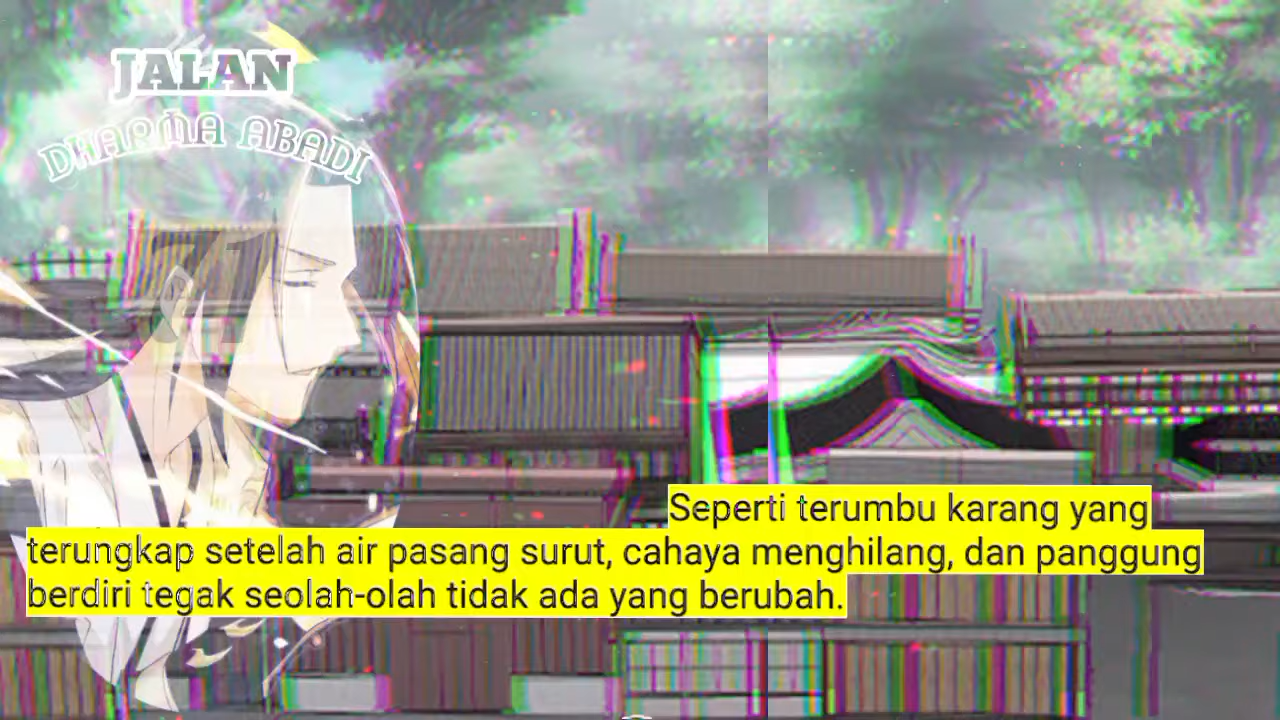 JALAN
DHARMA ABADI
71
Seperti terumbu karang yang
terungkap setelah air pasang surut, cahaya menghilang, dan panggung
berdiri tegak seolah-olah tidak ada yang berubah.